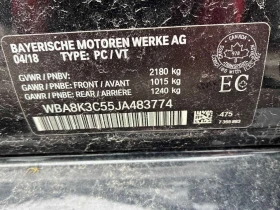 BAYERISCHE MOTOREN WERKE AG
04/18 TYPE: PC / VT
GVWR / PNBV: 2180 kg
GAWR / PNBE: FRONT / AVANT 1015 kg
GAWR / PNBE: REAR / ARRIÈRE 1240 kg
WBA8K3C55JA483774
CANADA
EC
475